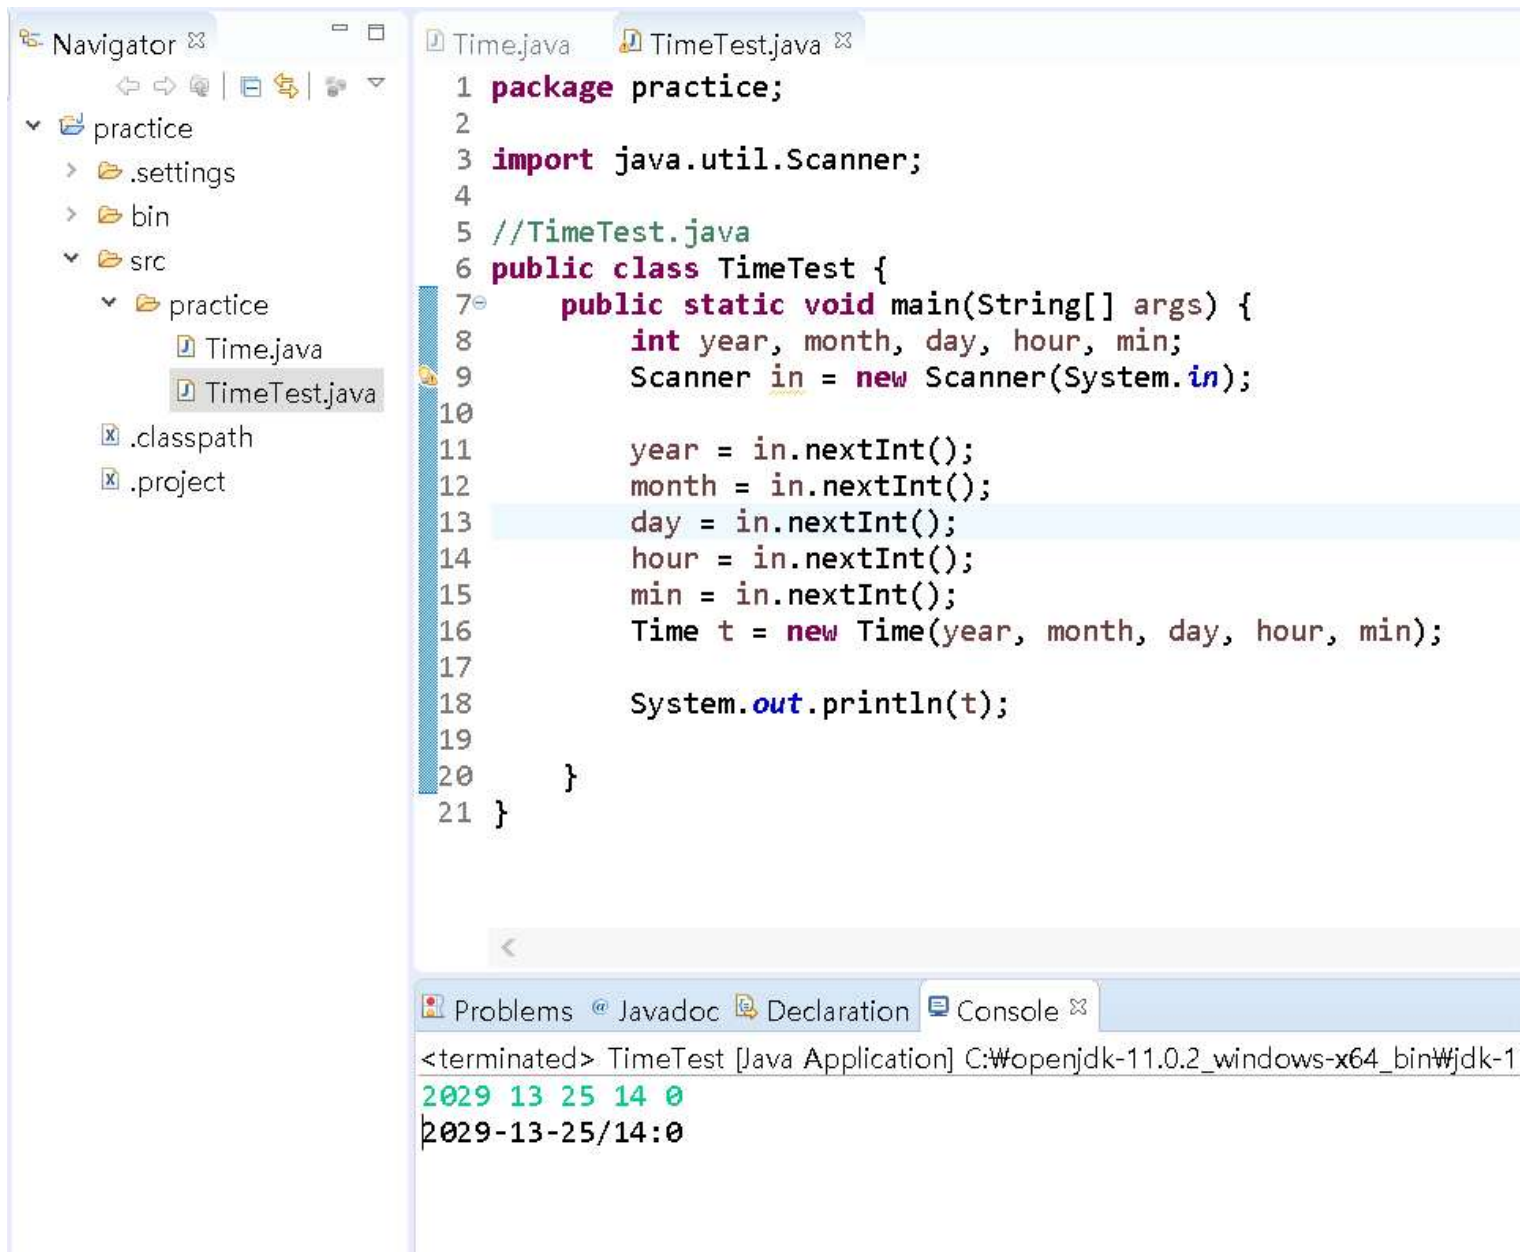 Navigator
practice
.settings
bin
src
practice
Time.java
TimeTest.java
.classpath
.project
Time.java TimeTest.java
1 package practice;
2
3 import java.util.Scanner;
4
5 //TimeTest.java
6 public class TimeTest {
7 public static void main(String[] args) {
8 int year, month, day, hour, min;
9 Scanner in = new Scanner(System.in);
10
11 year = in.nextInt();
12 month = in.nextInt();
13 day = in.nextInt();
14 hour = in.nextInt();
15 min = in.nextInt();
16 Time t = new Time(year, month, day, hour, min);
17
18 System.out.println(t);
19
20 }
21 }
Problems @ Javadoc Declaration Console
<terminated> TimeTest [Java Application] C:₩openjdk-11.0.2_windows-x64_bin₩jdk-1
2029 13 25 14 0
2029-13-25/14:0